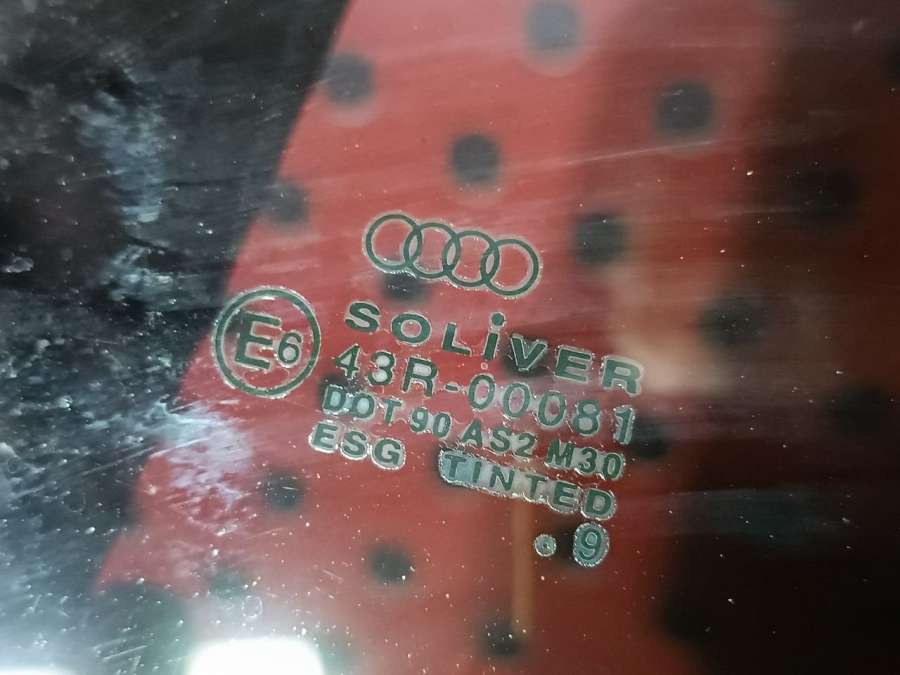 SOLiVER
E6
43R-00081
DOT 90 AS2 M30
ESG TINTED
. 9